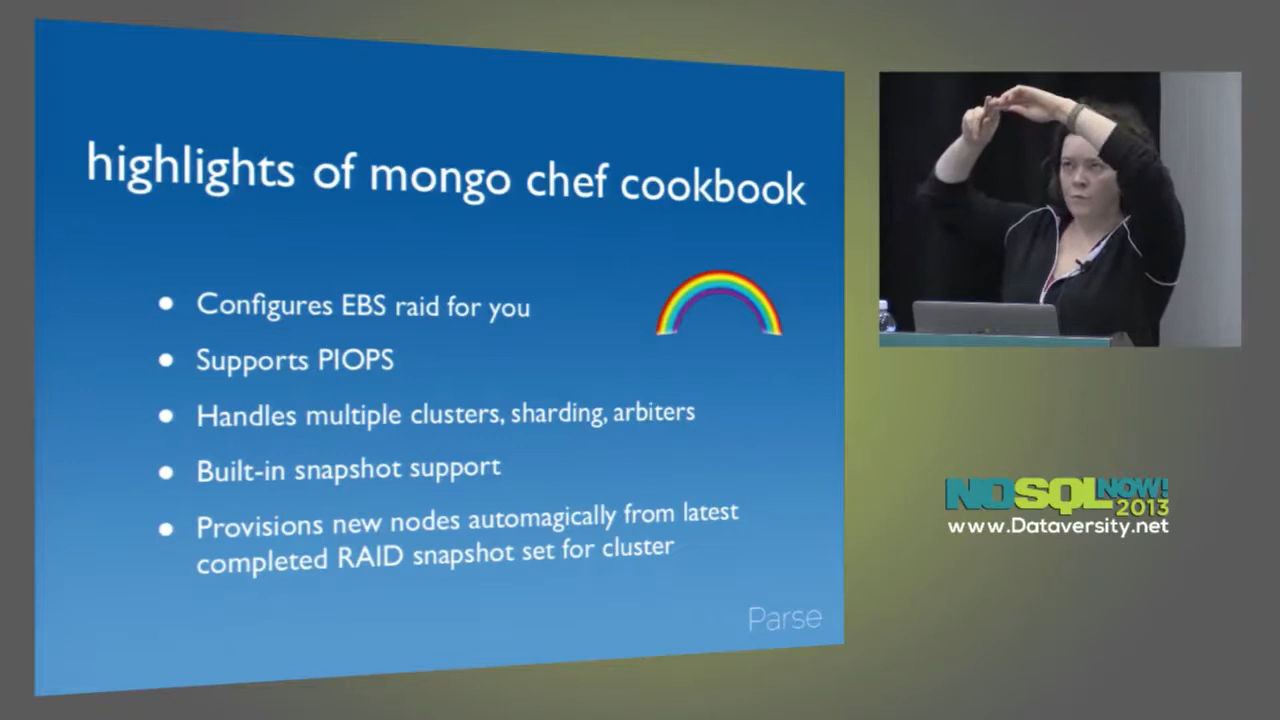 highlights of mongo chef cookbook
Configures EBS raid for you
Supports PIOPS
Handles multiple clusters, sharding, arbiters
Built-in snapshot support
Provisions new nodes automagically from latest
completed RAID snapshot set for cluster
Parse
NOSQL NOW!
2013
www.Dataversity.net